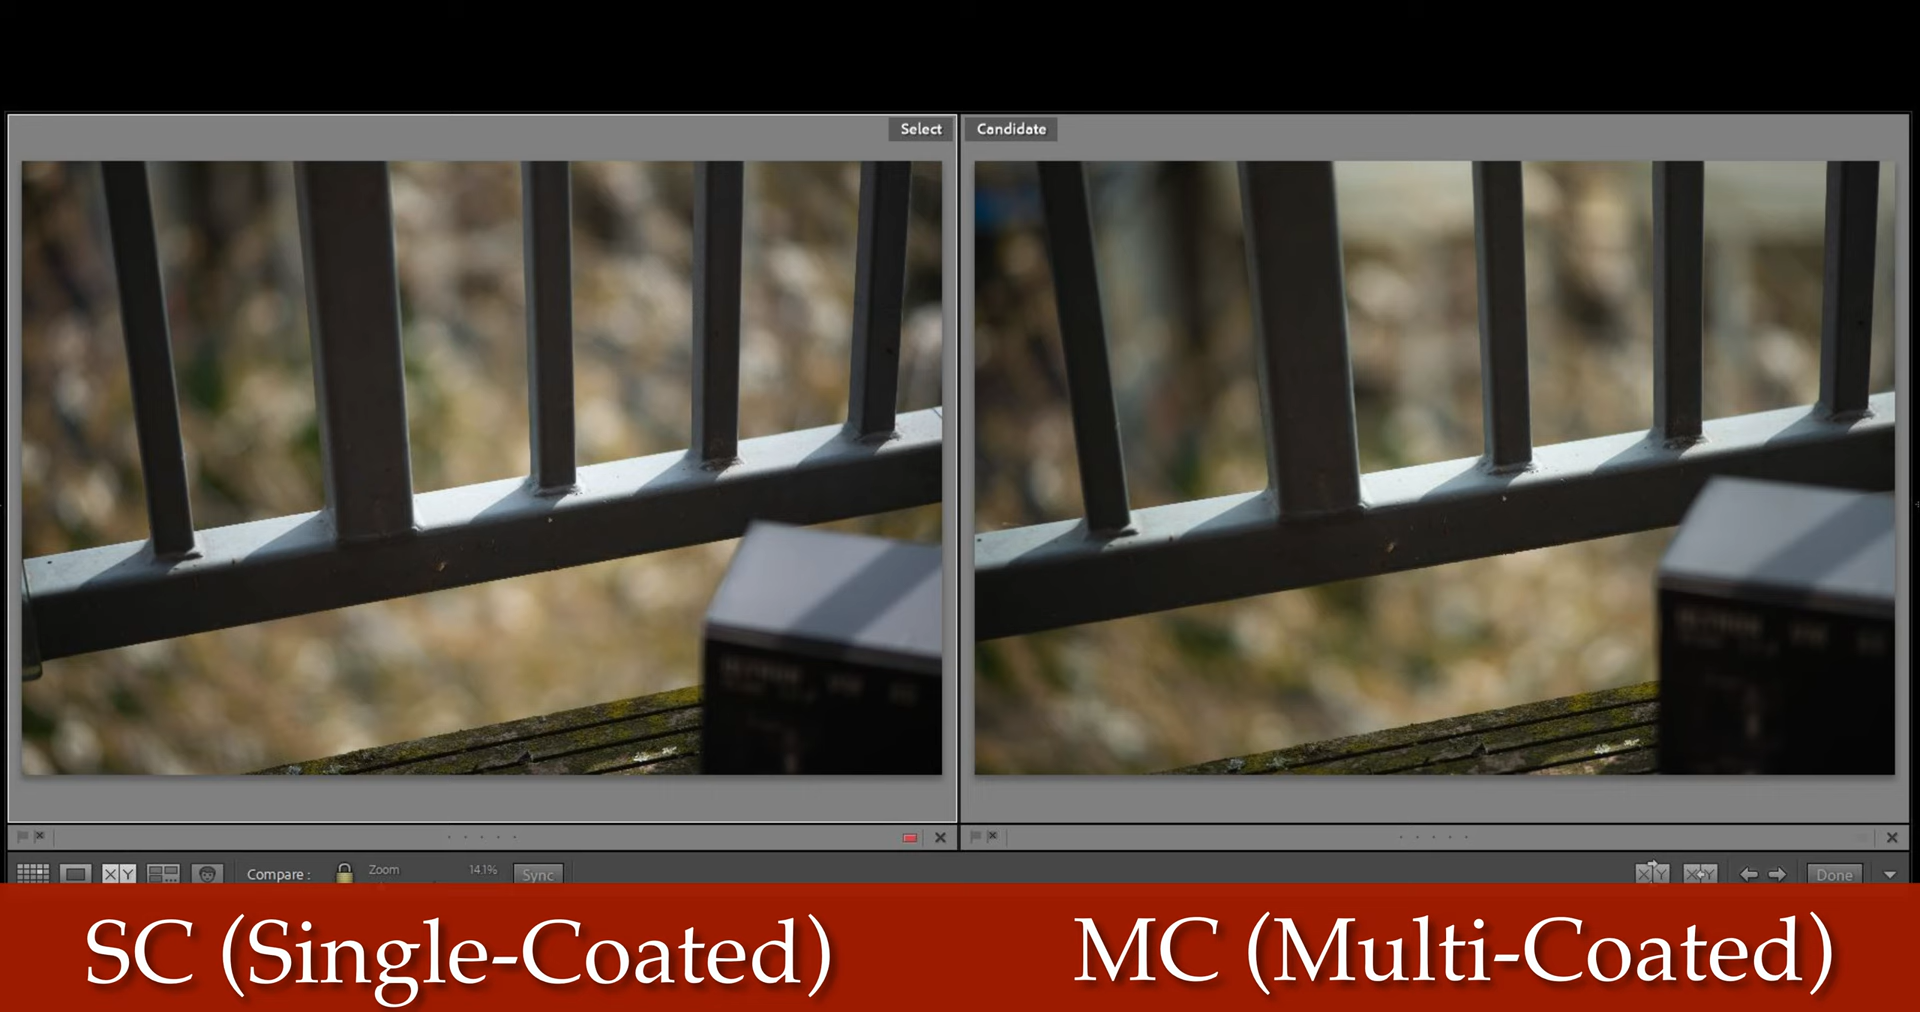 Select
Candidate
Compare :
Zoom
14.1%
Sync
Done
SC (Single-Coated)
MC (Multi-Coated)